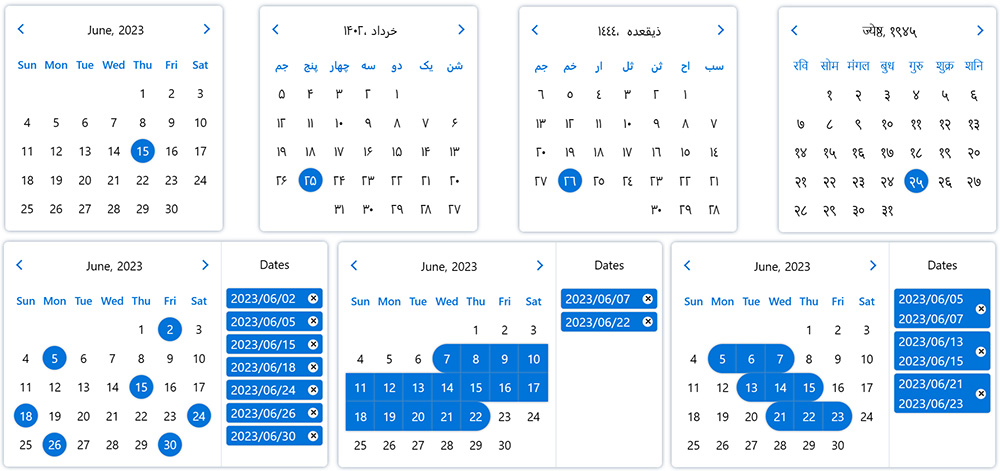 June, 2023
Sun Mon Tue Wed Thu Fri Sat
1 2 3
4 5 6 7 8 9 10
11 12 13 14 15 16 17
18 19 20 21 22 23 24
25 26 27 28 29 30
خرداد ،۱۴۰۲
شن یک دو سه چهار پنج جم
۱ ۲ ۳ ۴ ۵
۶ ۷ ۸ ۹ ۱۰ ۱۱ ۱۲
۱۳ ۱۴ ۱۵ ۱۶ ۱۷ ۱۸ ۱۹
۲۰ ۲۱ ۲۲ ۲۳ ۲۴ ۲۵ ۲۶
۲۷ ۲۸ ۲۹ ۳۰ ۳۱
ذیقعده ،١٤٤٤
سب اح ثن ثل ار خم جم
١ ٢ ٣ ٤ ٥ ٦
٧ ٨ ٩ ١٠ ١١ ١٢ ١٣
١٤ ١٥ ١٦ ١٧ ١٨ ١٩ ٢٠
٢١ ٢٢ ٢٣ ٢٤ ٢٥ ٢٦ ٢٧
٢٨ ٢٩ ٣٠
ज्येष्ठ, १९४५
रवि सोम मंगल बुध गुरु शुक्र शनि
१ २ ३ ४ ५ ६
७ ८ ९ १० ११ १२ १३
१४ १५ १६ १७ १८ १९ २०
२१ २२ २३ २४ २५ २६ २७
२८ २९ ३० ३१
June, 2023
Sun Mon Tue Wed Thu Fri Sat
1 2 3
4 5 6 7 8 9 10
11 12 13 14 15 16 17
18 19 20 21 22 23 24
25 26 27 28 29 30
Dates
2023/06/02
2023/06/05
2023/06/15
2023/06/18
2023/06/24
2023/06/26
2023/06/30
June, 2023
Sun Mon Tue Wed Thu Fri Sat
1 2 3
4 5 6 7 8 9 10
11 12 13 14 15 16 17
18 19 20 21 22 23 24
25 26 27 28 29 30
Dates
2023/06/07
2023/06/22
June, 2023
Sun Mon Tue Wed Thu Fri Sat
1 2 3
4 5 6 7 8 9 10
11 12 13 14 15 16 17
18 19 20 21 22 23 24
25 26 27 28 29 30
Dates
2023/06/05
2023/06/07
2023/06/13
2023/06/15
2023/06/21
2023/06/23